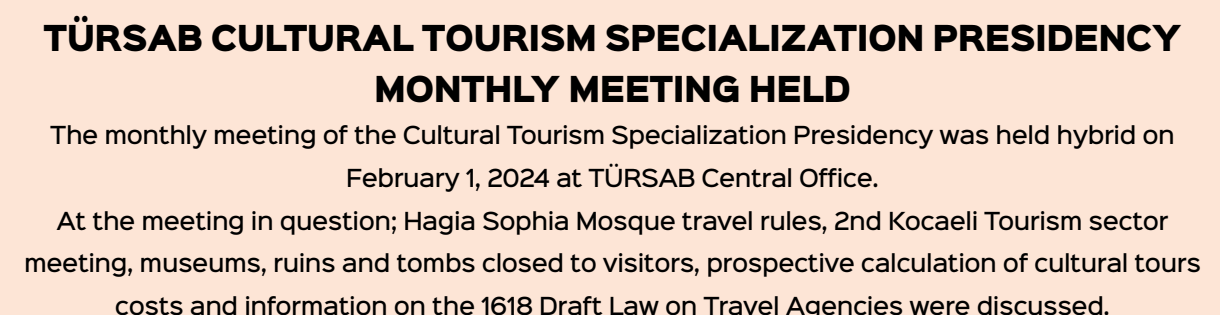 TÜRSAB CULTURAL TOURISM SPECIALIZATION PRESIDENCY
MONTHLY MEETING HELD
The monthly meeting of the Cultural Tourism Specialization Presidency was held hybrid on
February 1, 2024 at TÜRSAB Central Office.
At the meeting in question; Hagia Sophia Mosque travel rules, 2nd Kocaeli Tourism sector
meeting, museums, ruins and tombs closed to visitors, prospective calculation of cultural tours
costs and information on the 1618 Draft Law on Travel Agencies were discussed.